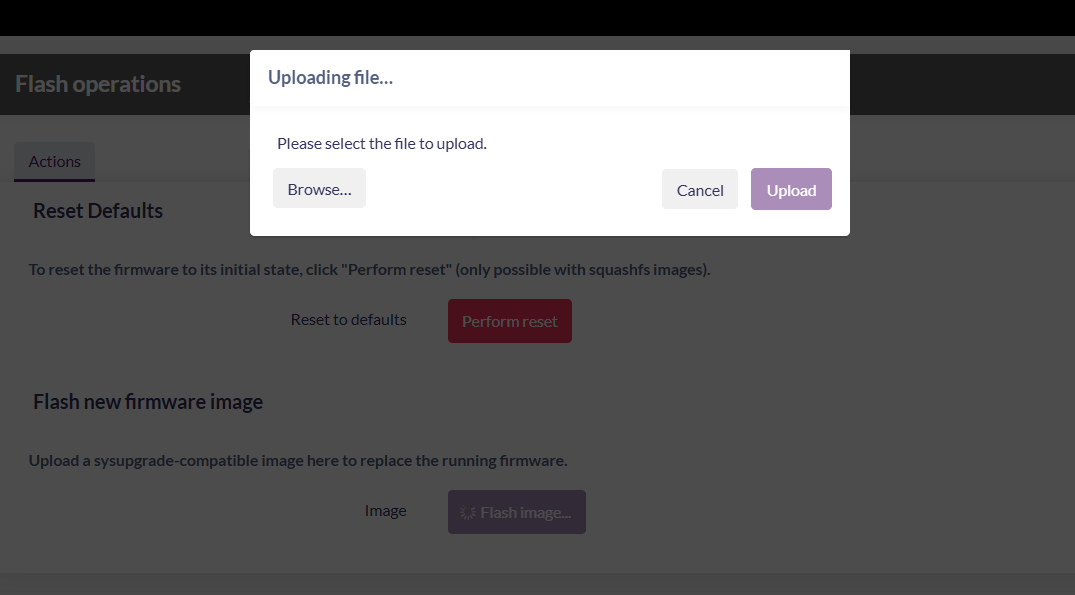 Uploading file...
Please select the file to upload.
Browse...
Cancel
Upload
Flash operations
Actions
Reset Defaults
To reset the firmware to its initial state, click "Perform reset" (only possible with squashfs images).
Reset to defaults
Perform reset
Flash new firmware image
Upload a sysupgrade-compatible image here to replace the running firmware.
Image
Flash image...